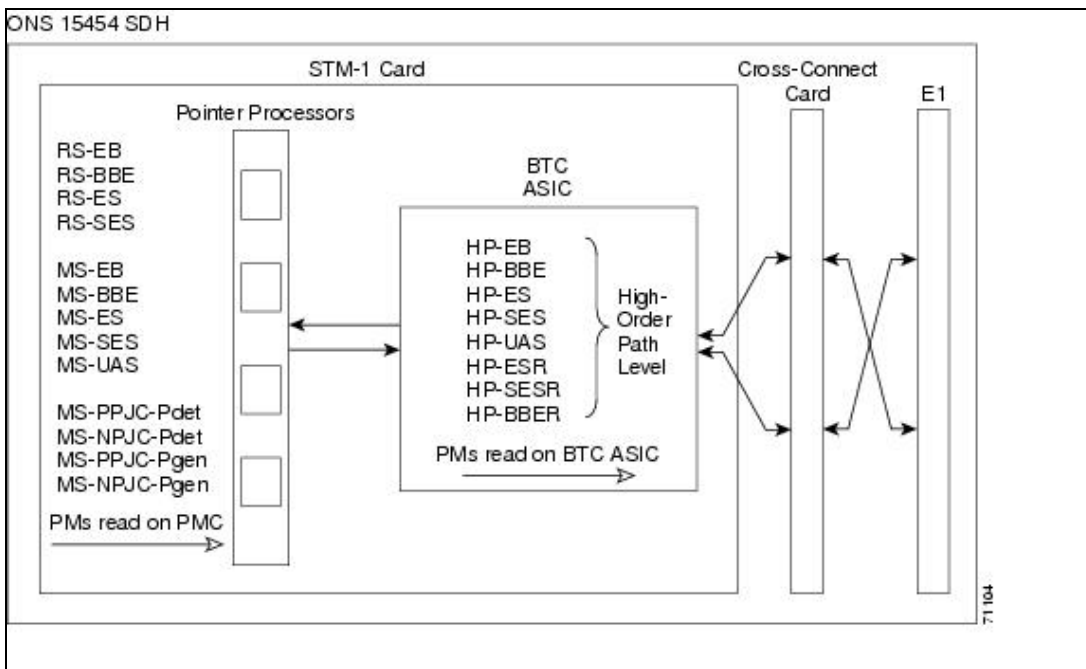 ONS 15454 SDH
STM-1 Card
Cross-Connect
Card
E1
Pointer Processors
RS-EB
RS-BBE
RS-ES
RS-SES
MS-EB
MS-BBE
MS-ES
MS-SES
MS-UAS
MS-PPJC-Pdet
MS-NPJC-Pdet
MS-PPJC-Pgen
MS-NPJC-Pgen
PMs read on PMC
BTC
ASIC
HP-EB
HP-BBE
HP-ES
HP-SES
HP-UAS
HP-ESR
HP-SESR
HP-BBER
High-
Order
Path
Level
PMs read on BTC ASIC
71104